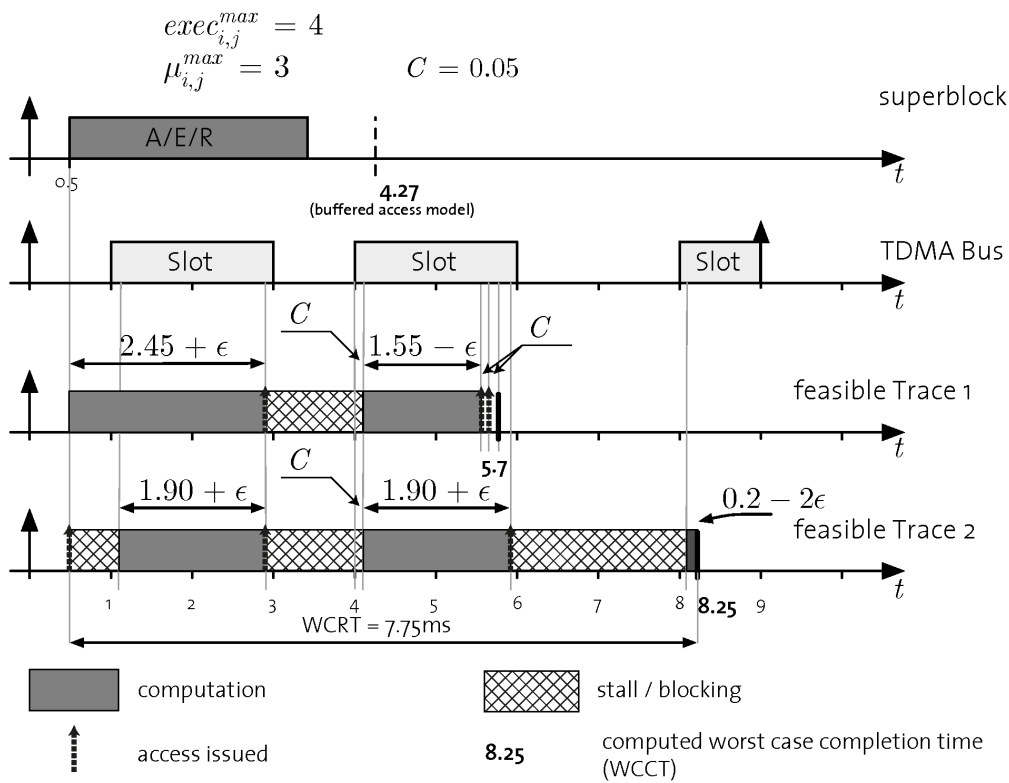 exec_{i,j}^{max} = 4
μ_{i,j}^{max} = 3
C = 0.05
superblock
A/E/R
t
0.5
4.27
(buffered access model)
Slot
Slot
Slot
TDMA Bus
t
C
C
2.45 + ϵ
1.55 − ϵ
feasible Trace 1
t
5.7
C
1.90 + ϵ
1.90 + ϵ
0.2 − 2ϵ
feasible Trace 2
t
1 2 3 4 5 6 7 8 8.25 9
WCRT = 7.75ms
computation
stall / blocking
access issued
8.25
computed worst case completion time
(WCCT)